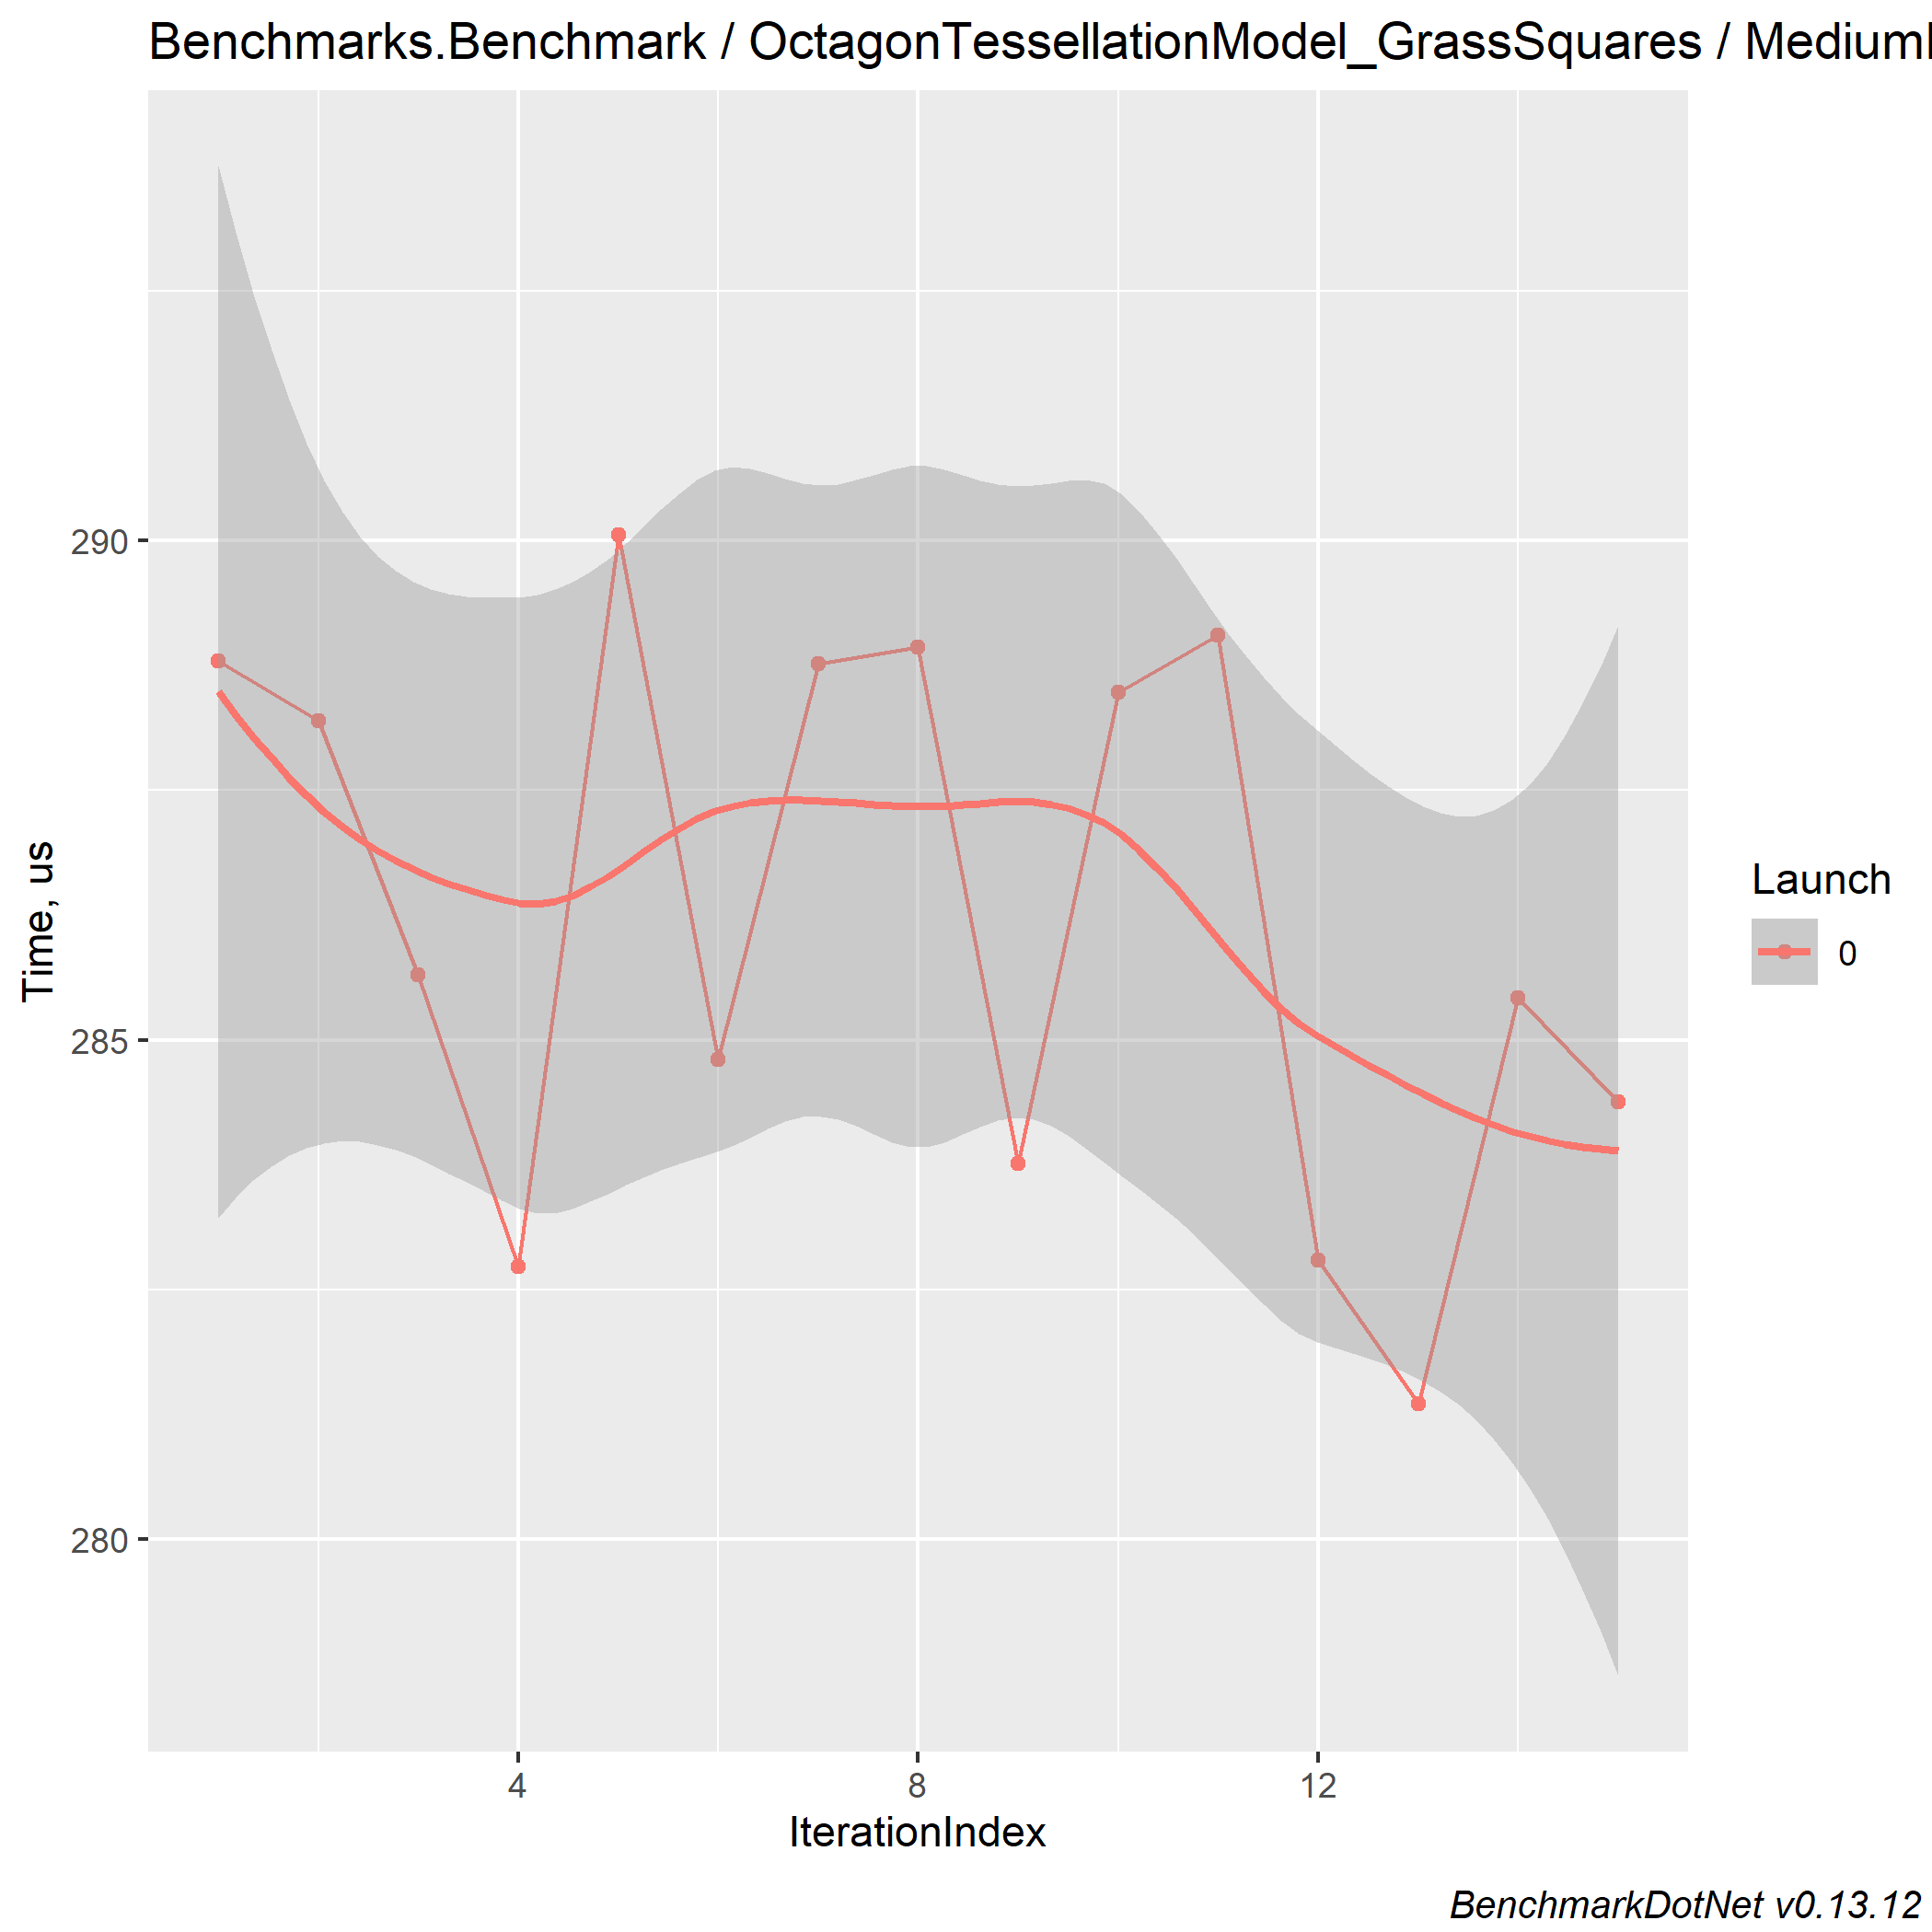 Benchmarks.Benchmark / OctagonTessellationModel_GrassSquares / Medium
Time, us
290
285
280
4
8
12
IterationIndex
Launch
0
BenchmarkDotNet v0.13.12